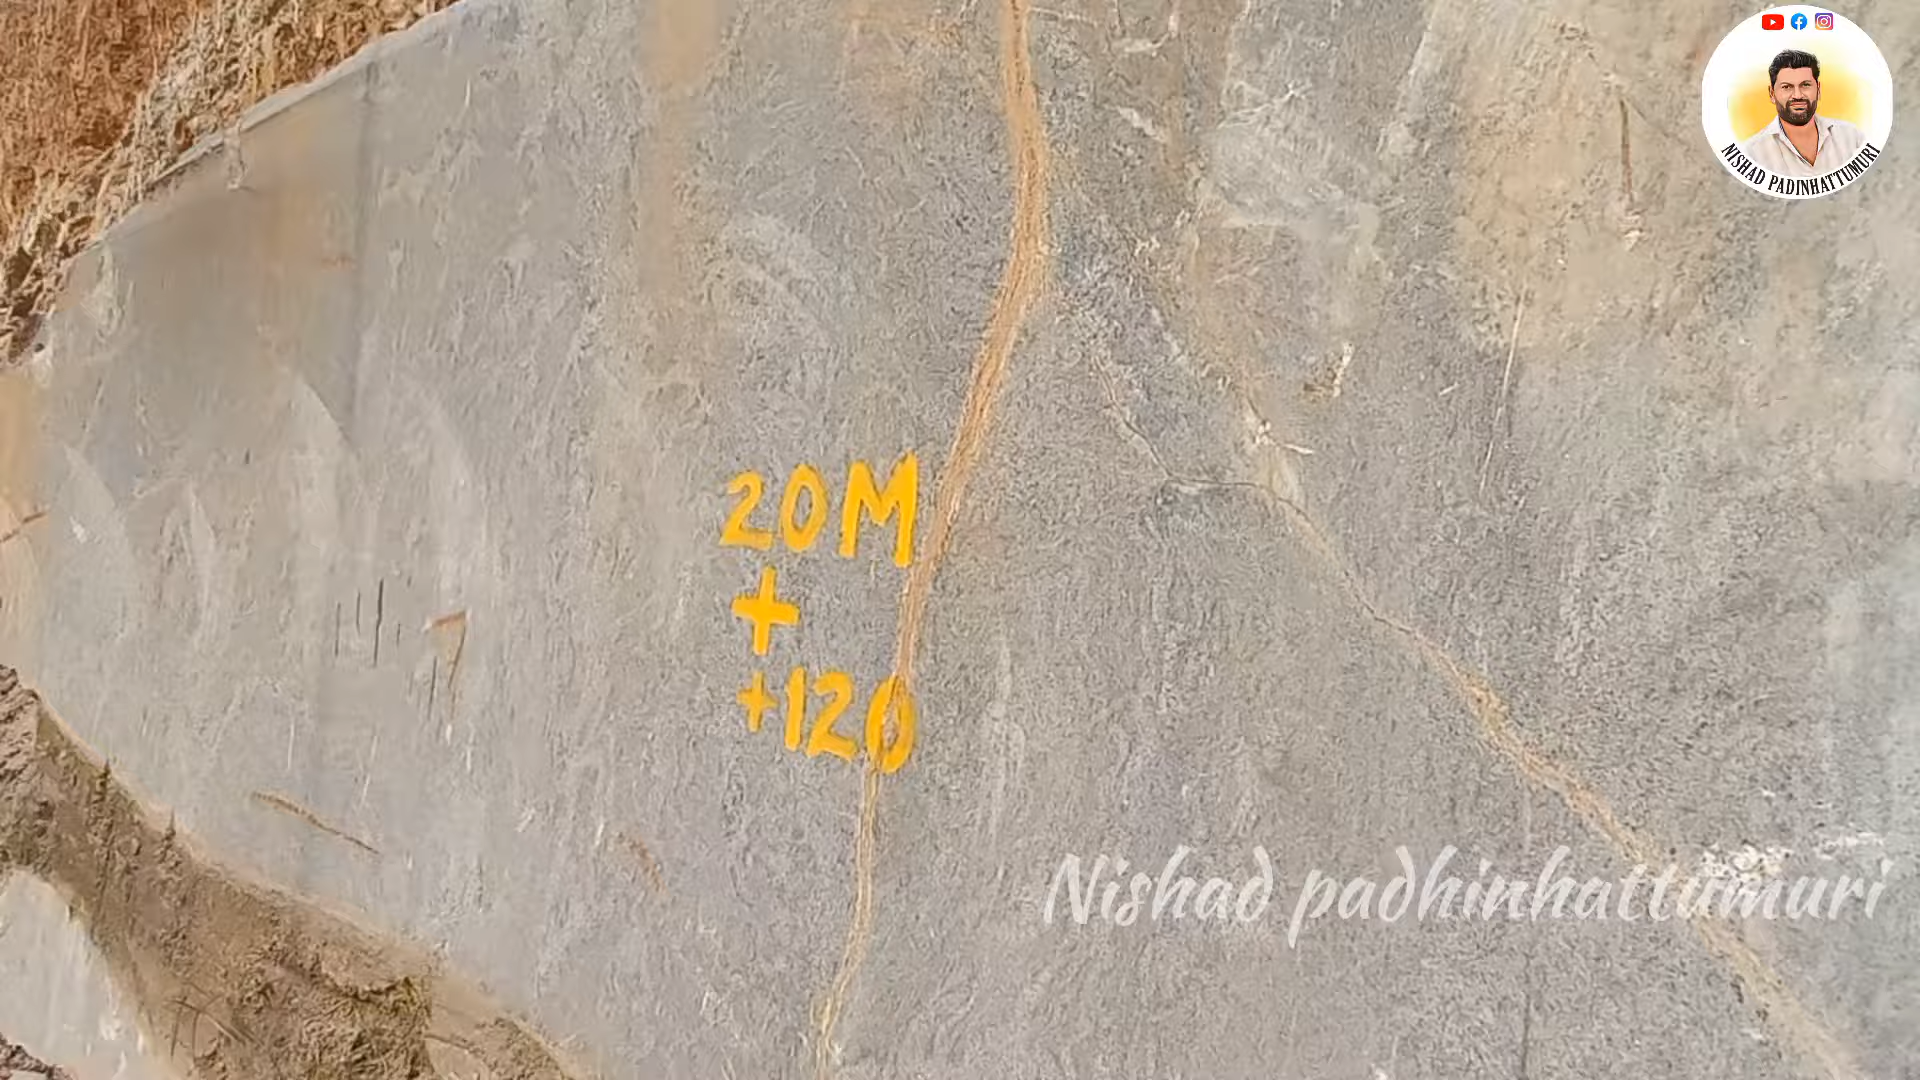 NISHAD PADINHATTUMURI
20M
+
+120
Nishad padhinhattumuri